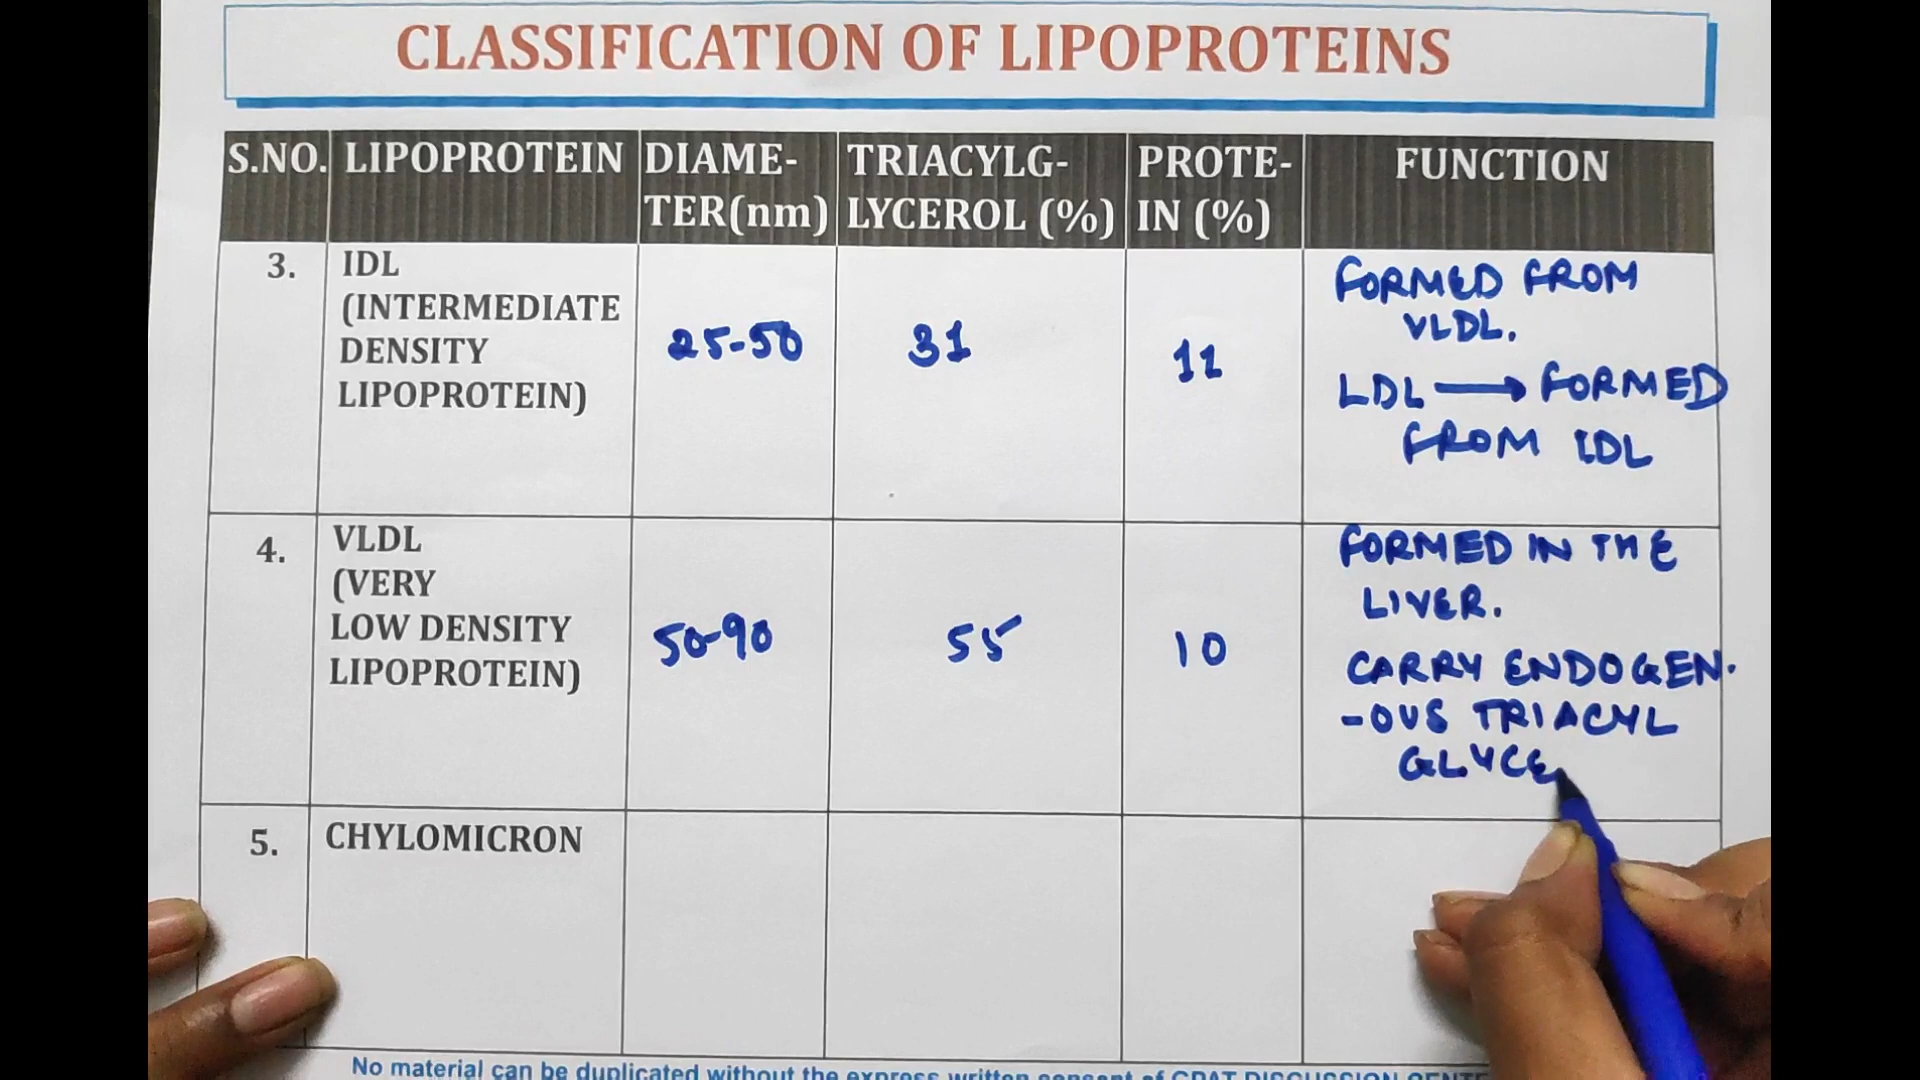 CLASSIFICATION OF LIPOPROTEINS
S.NO. LIPOPROTEIN DIAME- TRIACYLG- PROTE- FUNCTION
TER(nm) LYCEROL (%) IN (%)
3. IDL
(INTERMEDIATE
DENSITY
LIPOPROTEIN)
25-50
31
11
FORMED FROM
VLDL.
LDL → FORMED
FROM IDL
4. VLDL
(VERY
LOW DENSITY
LIPOPROTEIN)
50-90
55
10
FORMED IN THE
LIVER.
CARRY ENDOGEN-
-OUS TRIACYL
GLYCE
5. CHYLOMICRON
No material can be duplicated without the express written consent of GPAT DISCUSSION CENTE